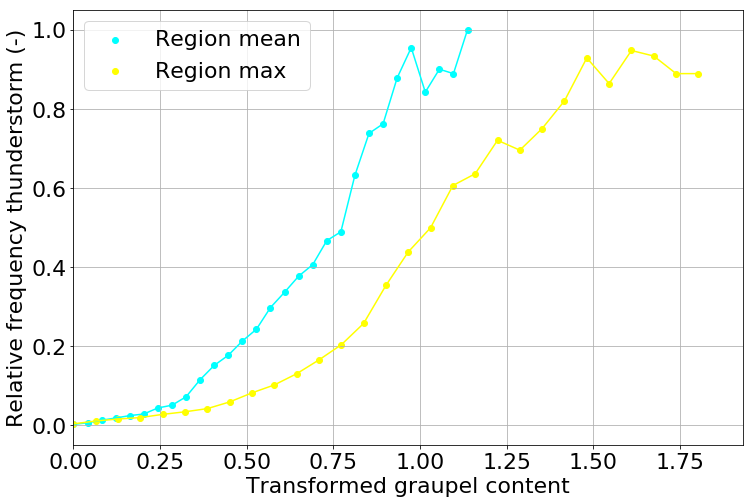 Region mean
Region max
Relative frequency thunderstorm (-)
1.0
0.8
0.6
0.4
0.2
0.0
0.00 0.25 0.50 0.75 1.00 1.25 1.50 1.75
Transformed graupel content